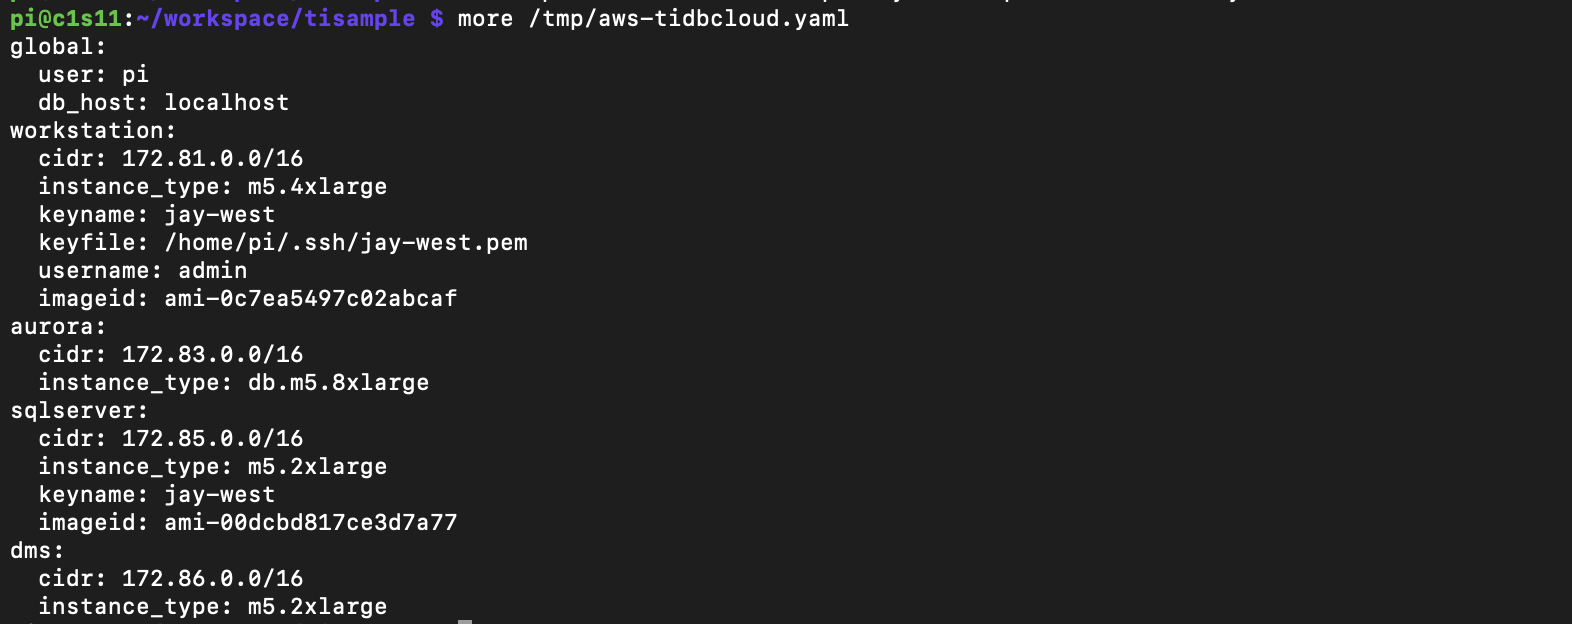 pi@c1s11:~/workspace/tisample $ more /tmp/aws-tidbcloud.yaml
global:
  user: pi
  db_host: localhost
workstation:
  cidr: 172.81.0.0/16
  instance_type: m5.4xlarge
  keyname: jay-west
  keyfile: /home/pi/.ssh/jay-west.pem
  username: admin
  imageid: ami-0c7ea5497c02abcaf
aurora:
  cidr: 172.83.0.0/16
  instance_type: db.m5.8xlarge
sqlserver:
  cidr: 172.85.0.0/16
  instance_type: m5.2xlarge
  keyname: jay-west
  imageid: ami-00dcbd817ce3d7a77
dms:
  cidr: 172.86.0.0/16
  instance_type: m5.2xlarge